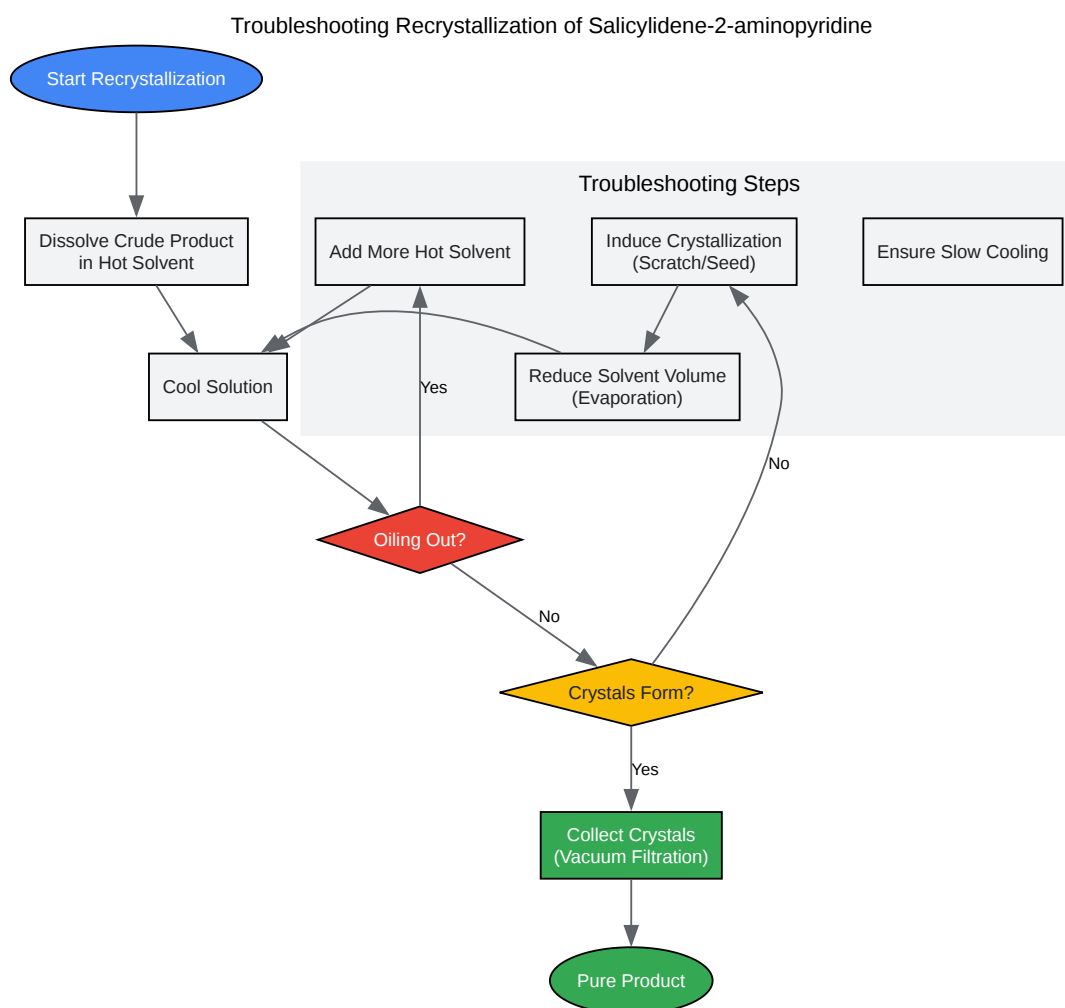 Troubleshooting Recrystallization of Salicylidene-2-aminopyridine
Start Recrystallization
Troubleshooting Steps
Dissolve Crude Product
in Hot Solvent
Add More Hot Solvent
Induce Crystallization
(Scratch/Seed)
Ensure Slow Cooling
Cool Solution
Reduce Solvent Volume
(Evaporation)
Yes
No
Oiling Out?
No
Crystals Form?
Yes
Collect Crystals
(Vacuum Filtration)
Pure Product